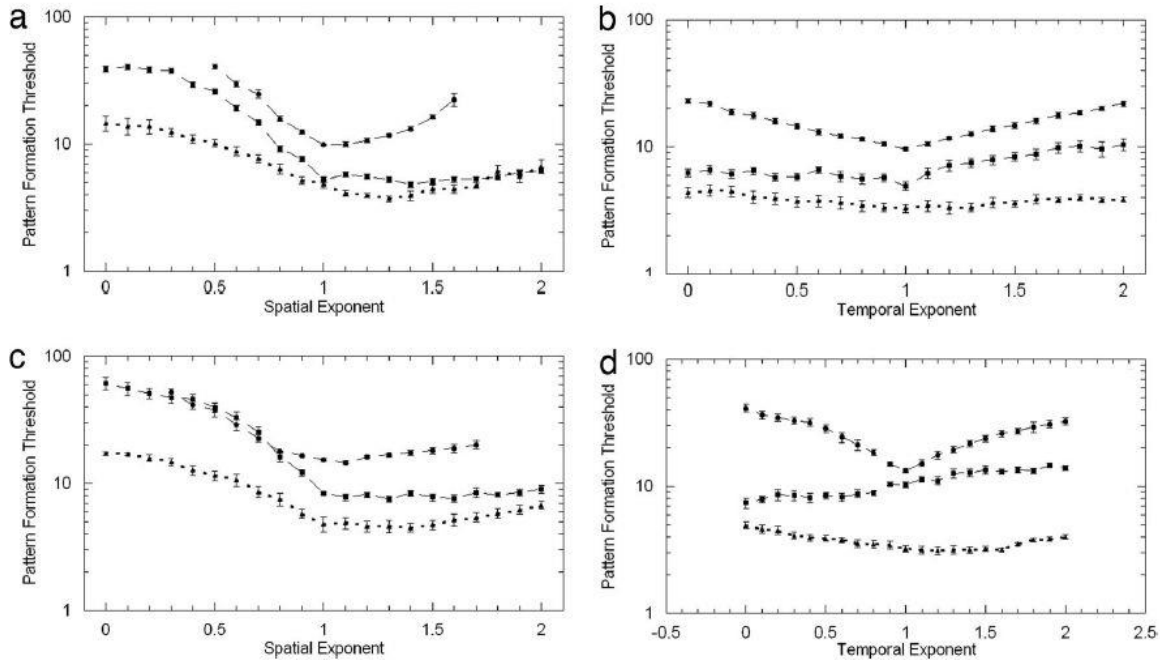 a
100
10
1
Pattern Formation Threshold
0 0.5 1 1.5 2
Spatial Exponent
b
100
10
1
Pattern Formation Threshold
0 0.5 1 1.5 2
Temporal Exponent
c
100
10
1
Pattern Formation Threshold
0 0.5 1 1.5 2
Spatial Exponent
d
100
10
1
Pattern Formation Threshold
-0.5 0 0.5 1 1.5 2 2.5
Temporal Exponent